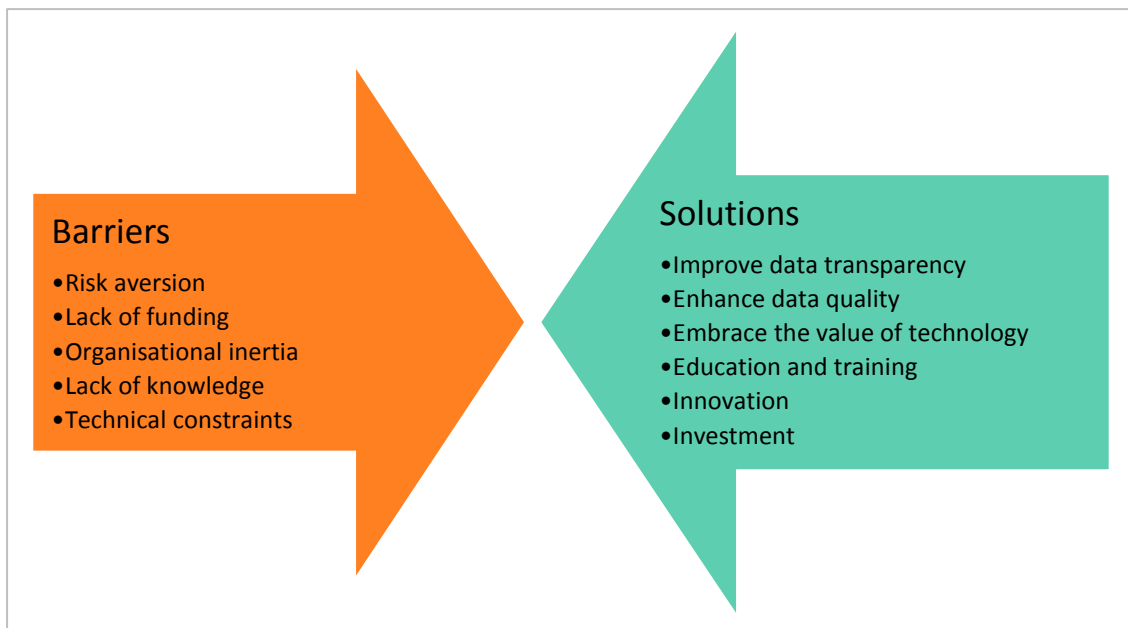 Barriers
•Risk aversion
•Lack of funding
•Organisational inertia
•Lack of knowledge
•Technical constraints
Solutions
•Improve data transparency
•Enhance data quality
•Embrace the value of technology
•Education and training
•Innovation
•Investment